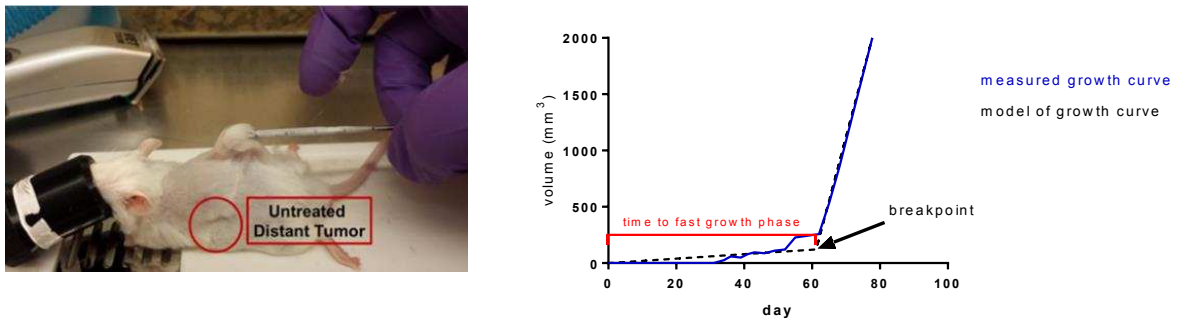 Untreated
Distant Tumor
2000
1500
1000
500
0
volume (mm³)
0 20 40 60 80 100
day
time to fast growth phase
breakpoint
measured growth curve
model of growth curve